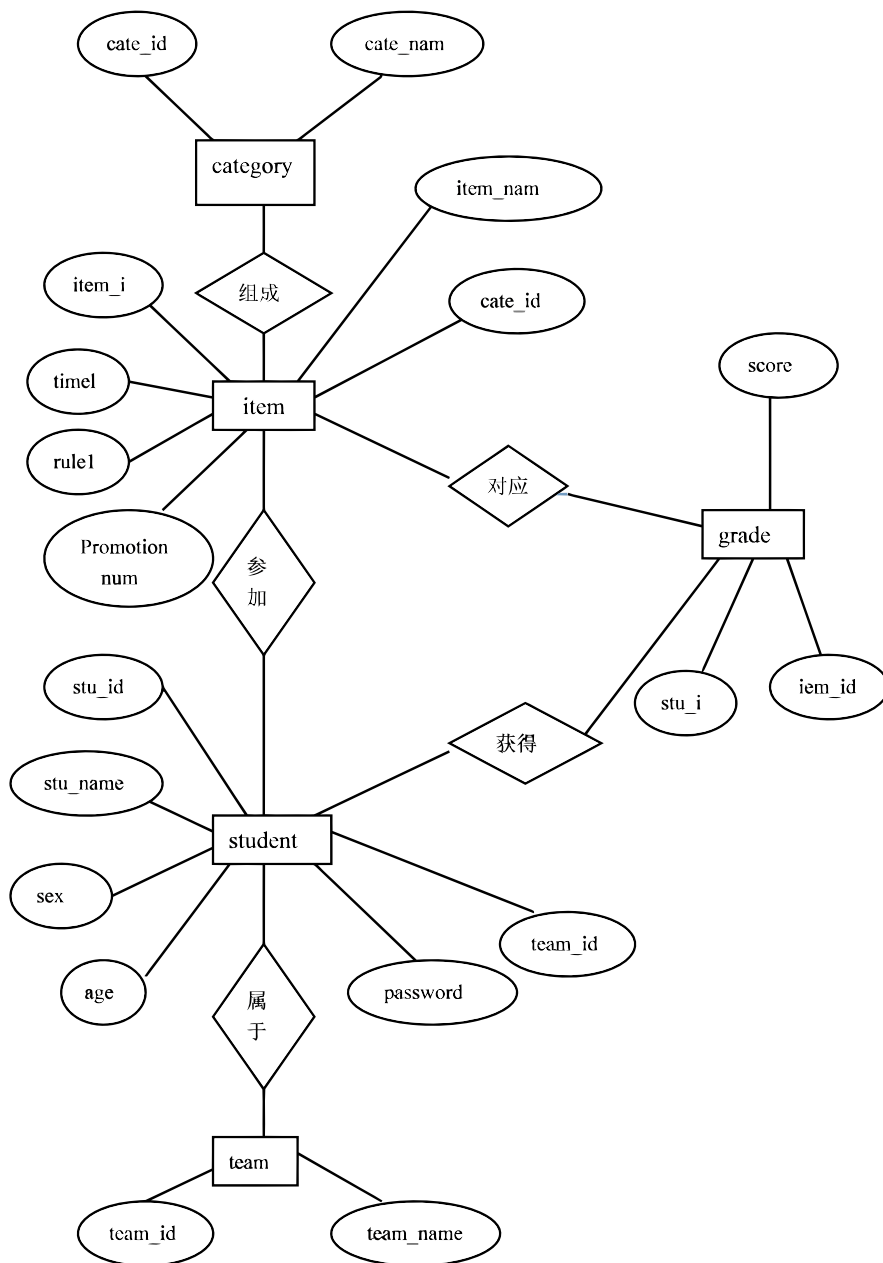 cate_id
cate_nam
category
item_nam
item_i
组成
cate_id
score
time1
item
rule1
对应
Promotion
num
grade
参
加
stu_id
stu_i
iem_id
获得
stu_name
student
sex
team_id
age
password
属
于
team
team_id
team_name